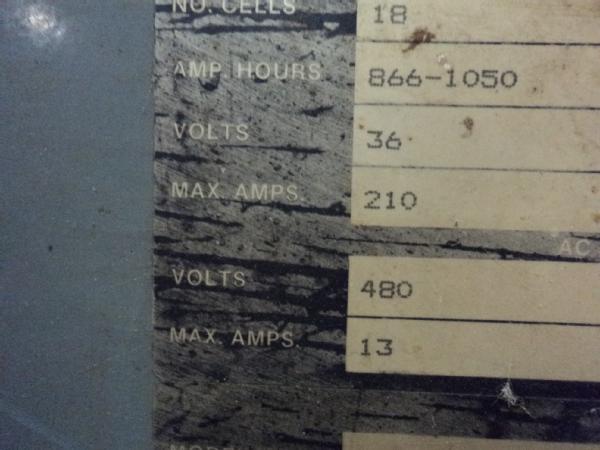 NO. CELLS 18
AMP. HOURS 866-1050
VOLTS 36
MAX. AMPS. 210
AC
VOLTS 480
MAX. AMPS. 13